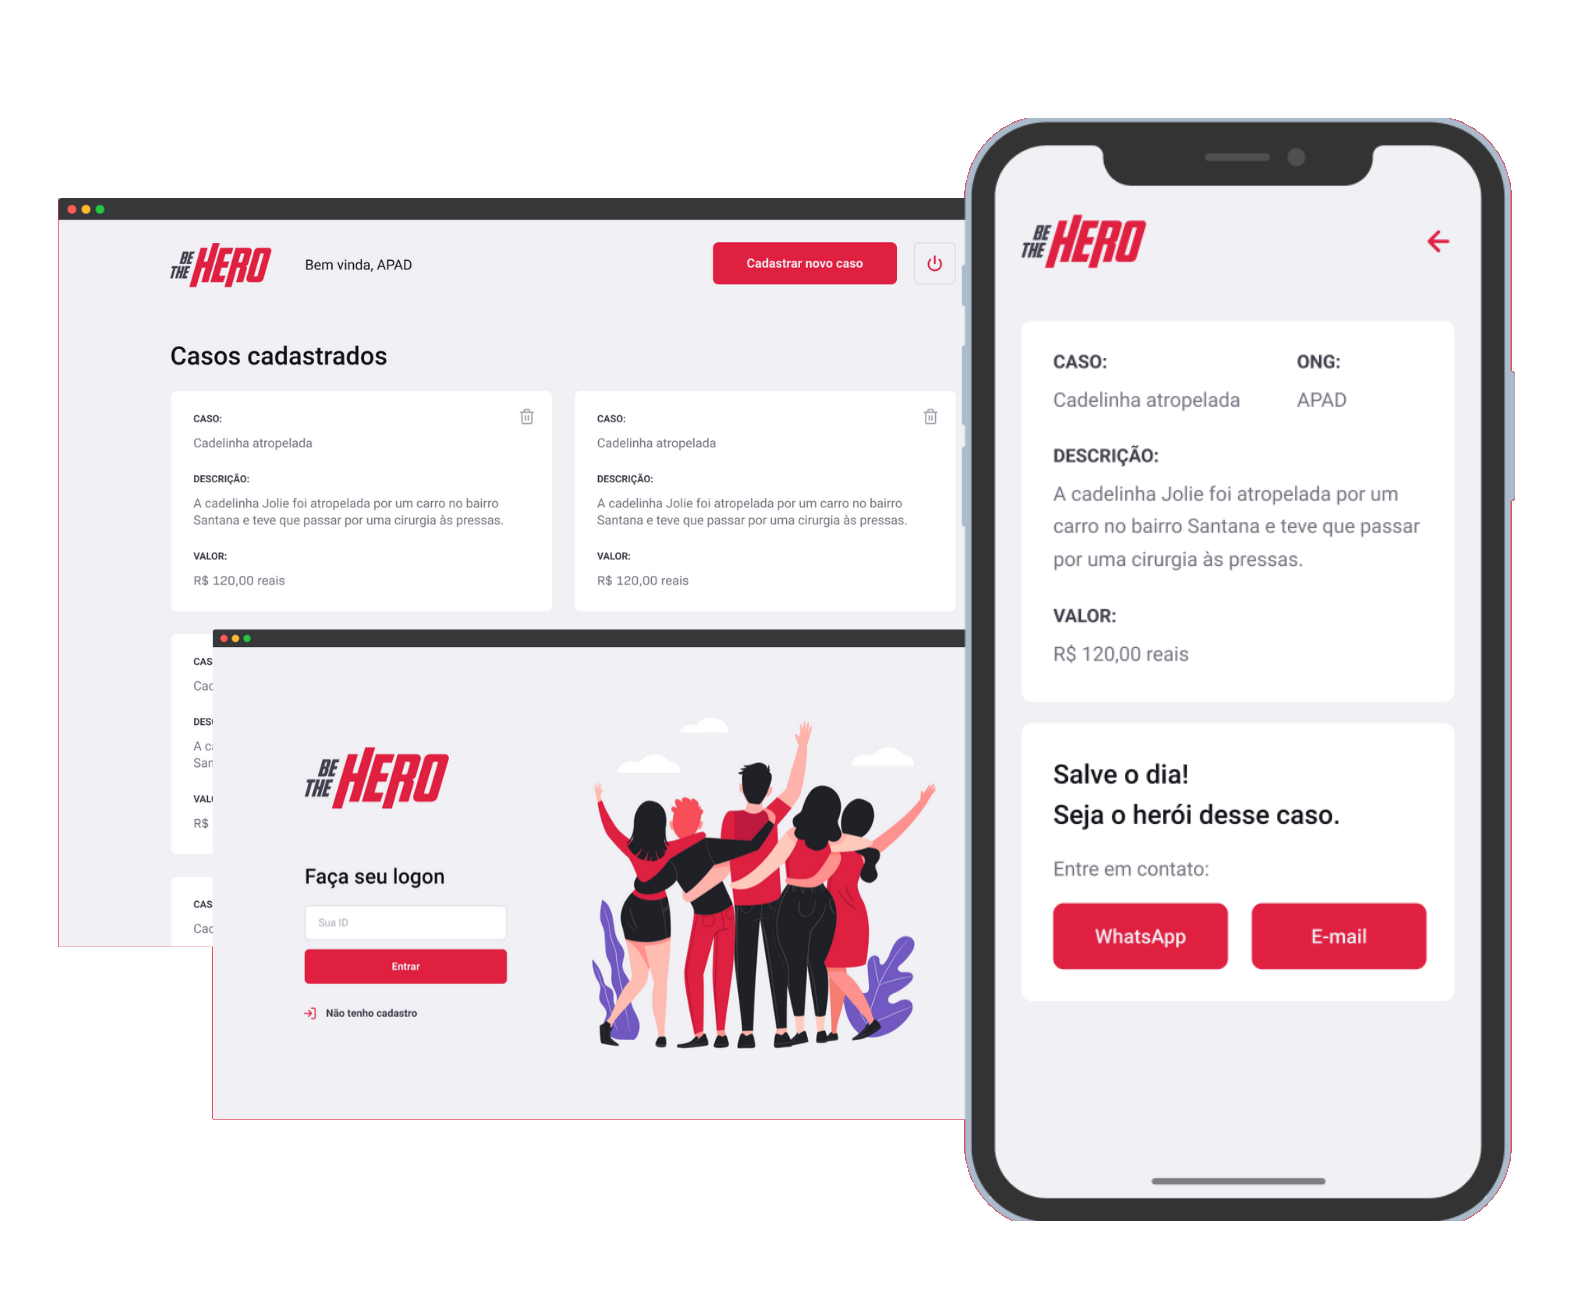 BE THE HERO
Bem vinda, APAD
Cadastrar novo caso
Casos cadastrados
CASO:
Cadelinha atropelada
DESCRIÇÃO:
A cadelinha Jolie foi atropelada por um carro no bairro
Santana e teve que passar por uma cirurgia às pressas.
VALOR:
R$ 120,00 reais
CASO:
Cadelinha atropelada
DESCRIÇÃO:
A cadelinha Jolie foi atropelada por um carro no bairro
Santana e teve que passar por uma cirurgia às pressas.
VALOR:
R$ 120,00 reais
CAS
Cad
DES
A ca
San
VAL
R$
CAS
Cad
BE THE HERO
Faça seu logon
Sua ID
Entrar
Não tenho cadastro
BE THE HERO
CASO:
Cadelinha atropelada
ONG:
APAD
DESCRIÇÃO:
A cadelinha Jolie foi atropelada por um
carro no bairro Santana e teve que passar
por uma cirurgia às pressas.
VALOR:
R$ 120,00 reais
Salve o dia!
Seja o herói desse caso.
Entre em contato:
WhatsApp
E-mail